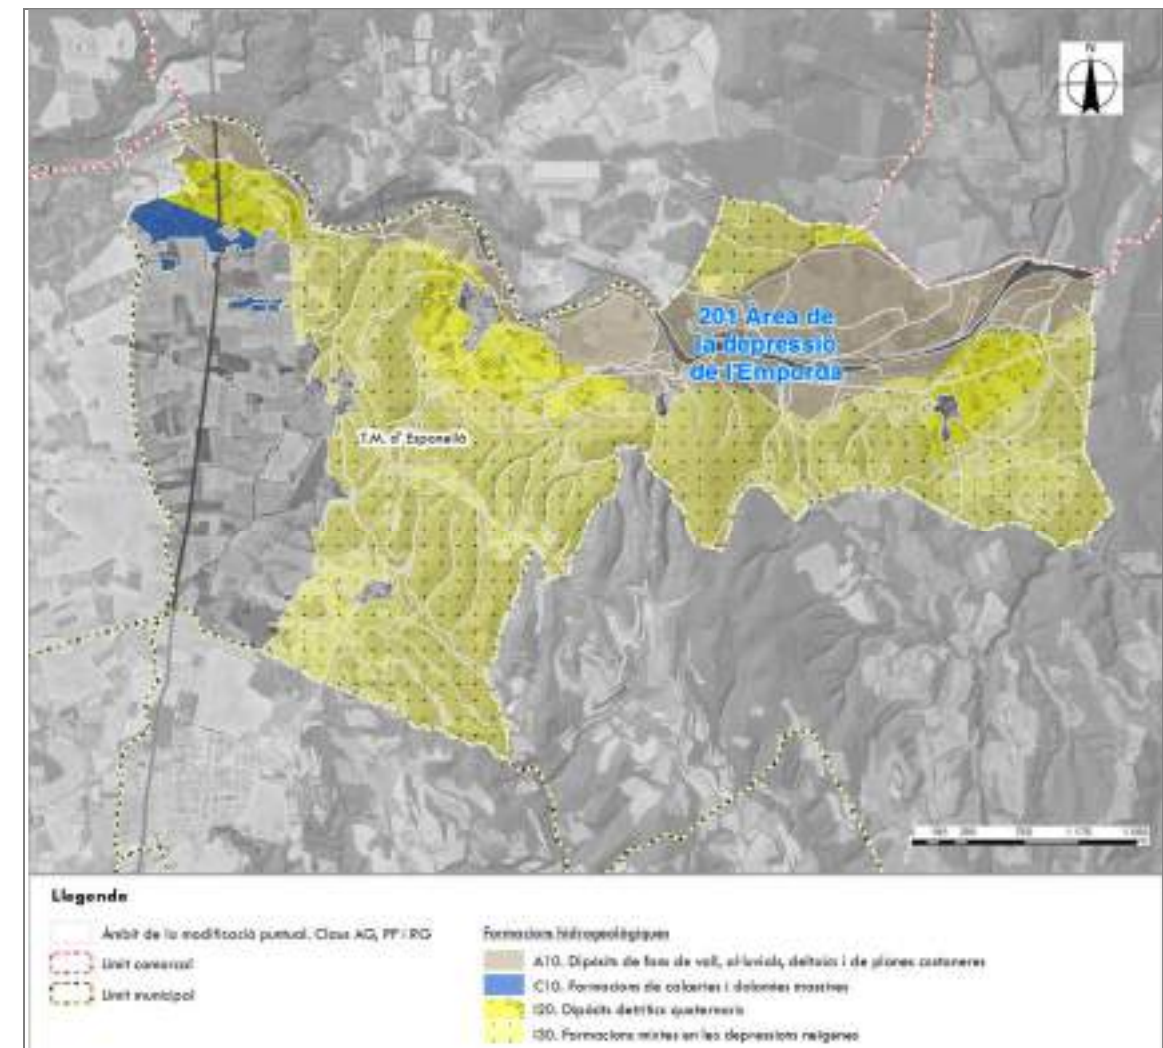 N
201 Àrea de
la depressió
de l'Empordà
T.M. d' Esponellà
Llegenda
Àmbit de la modificació puntual. Claus AG, PF i RG
Límit comarcal
Límit municipal
Formacions hidrogeològiques
A10. Dipòsits de fons de vall, al·luvials, deltaics i de planes costaneres
C10. Formacions de calcàries i dolomies massives
I20. Dipòsits detrítics quaternaris
I30. Formacions mixtes en les depressions neògenes